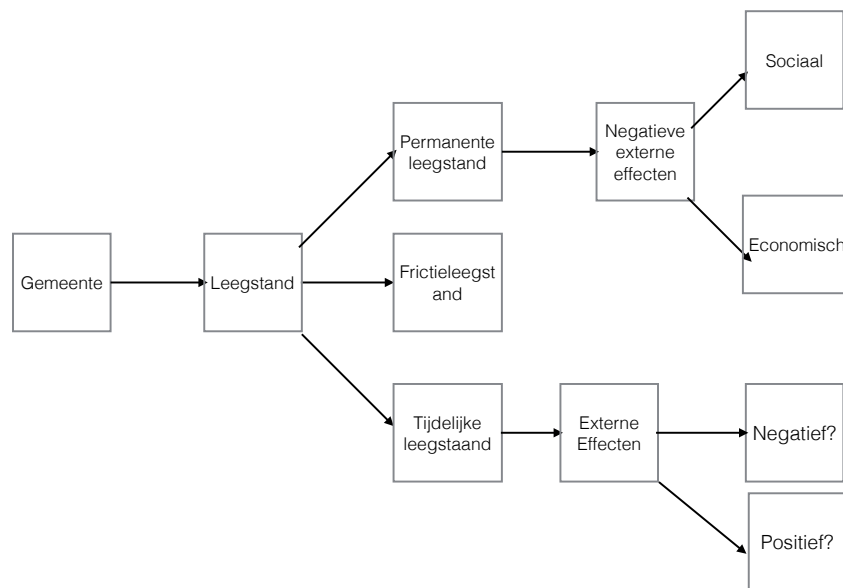 Sociaal
Permanente
leegstand
Negatieve
externe
effecten
Economisch
Gemeente
Leegstand
Frictieleegst
and
Tijdelijke
leegstaand
Externe
Effecten
Negatief?
Positief?